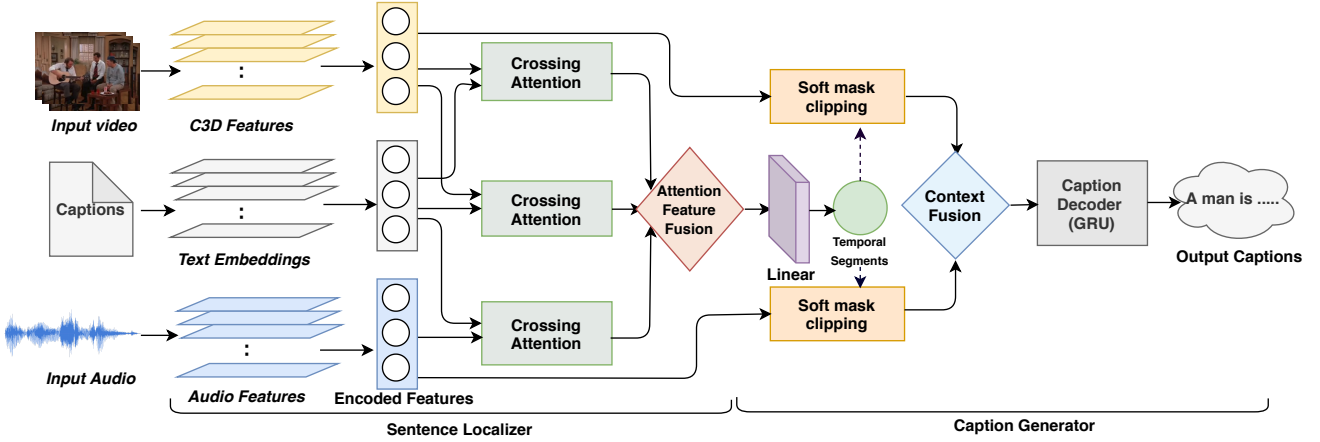 Input video
C3D Features
Crossing
Attention
Soft mask
clipping
Captions
Text Embeddings
Crossing
Attention
Attention
Feature
Fusion
Linear
Temporal
Segments
Context
Fusion
Caption
Decoder
(GRU)
A man is .....
Output Captions
Input Audio
Audio Features
Encoded Features
Crossing
Attention
Soft mask
clipping
Sentence Localizer
Caption Generator